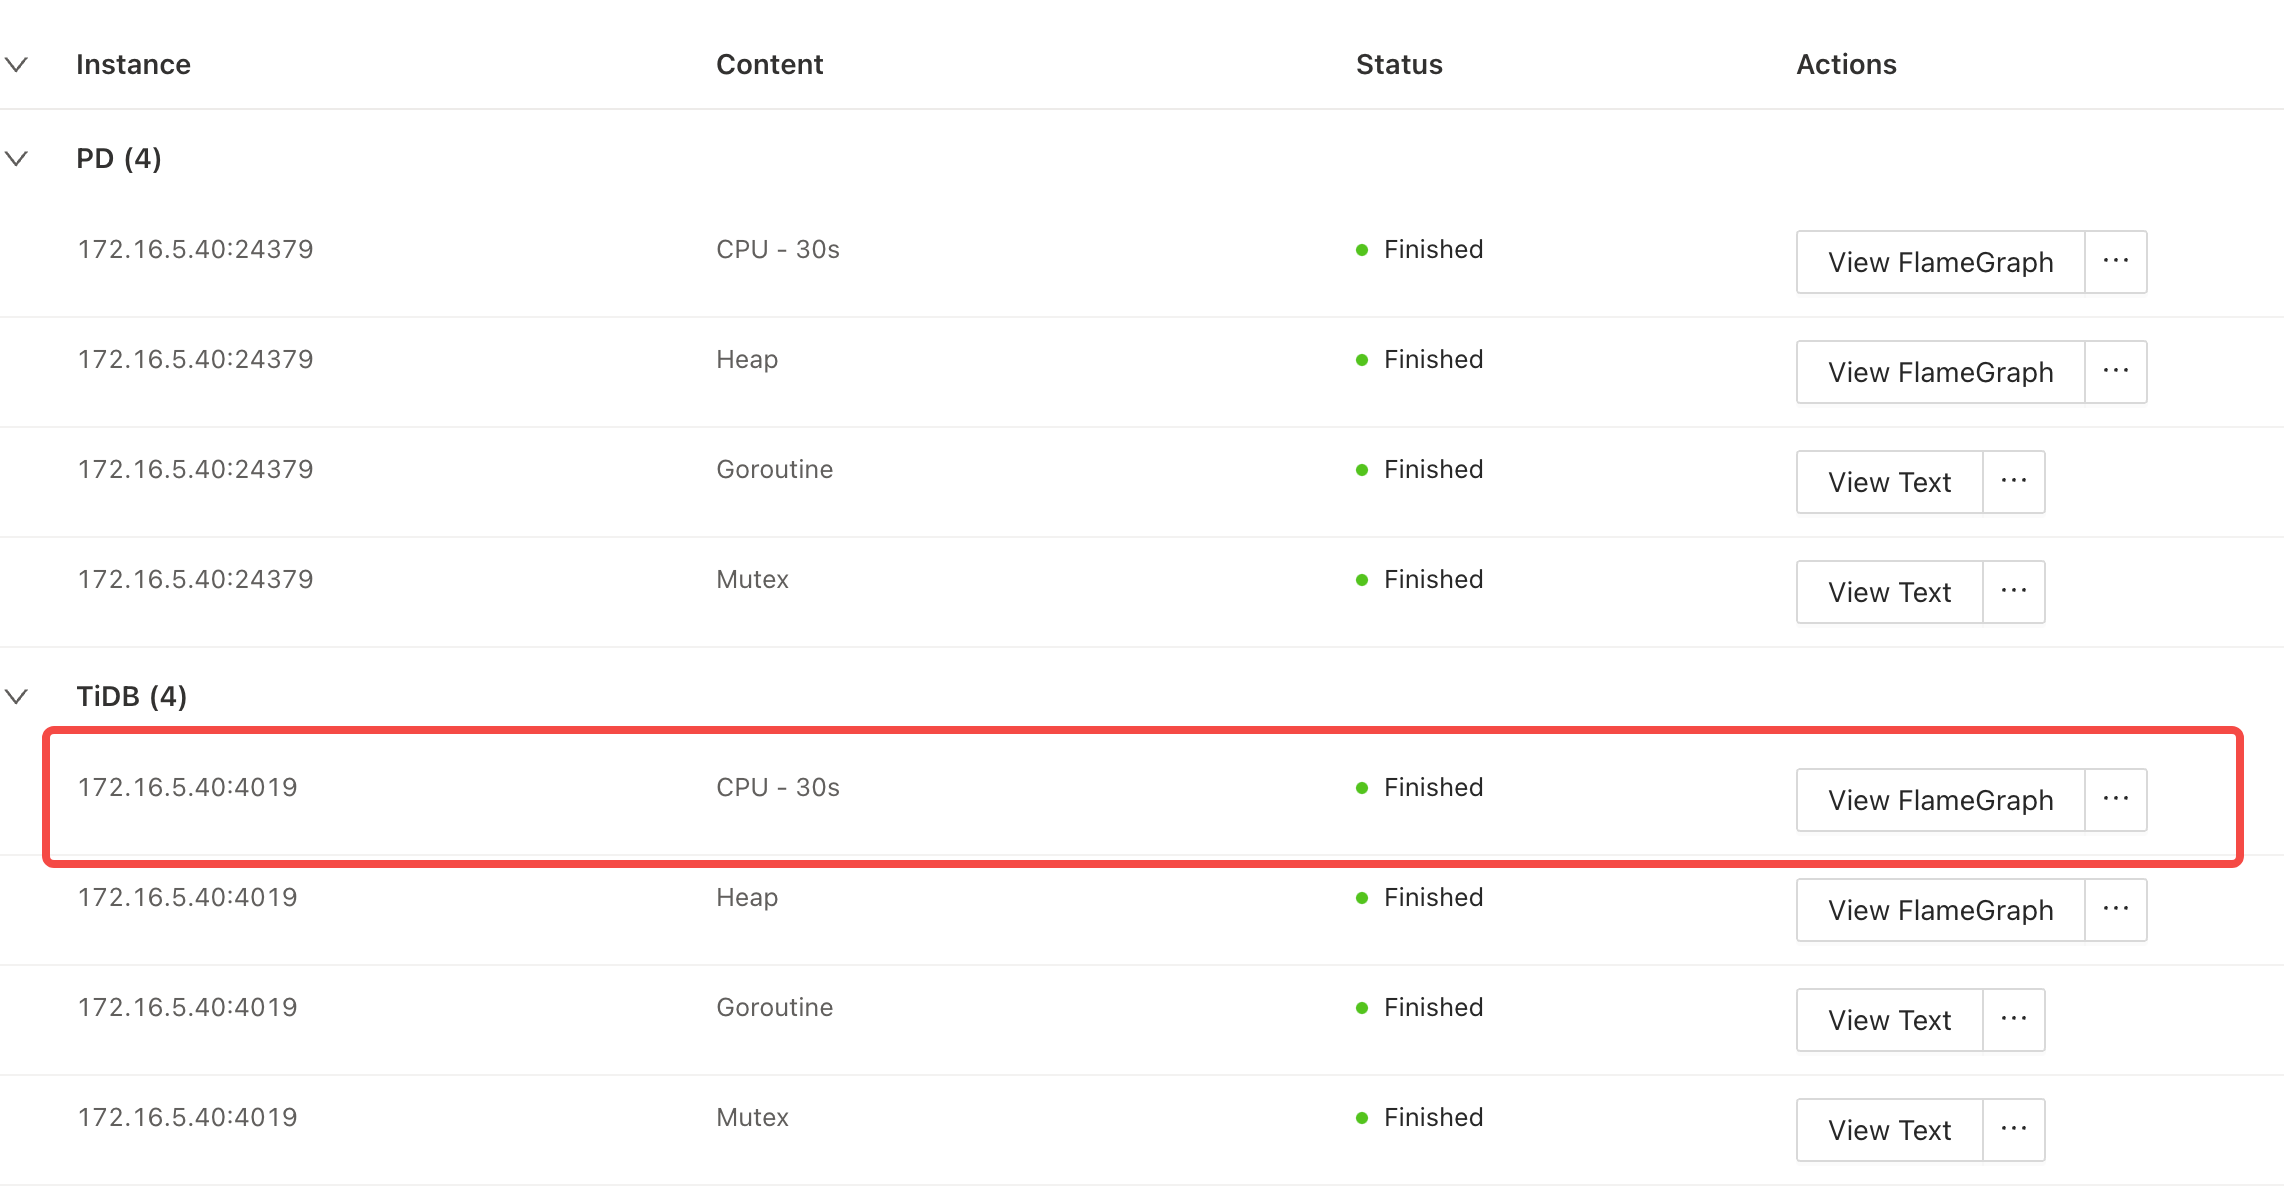 Instance Content Status Actions
PD (4)
172.16.5.40:24379 CPU - 30s Finished View FlameGraph ...
172.16.5.40:24379 Heap Finished View FlameGraph ...
172.16.5.40:24379 Goroutine Finished View Text ...
172.16.5.40:24379 Mutex Finished View Text ...
TiDB (4)
172.16.5.40:4019 CPU - 30s Finished View FlameGraph ...
172.16.5.40:4019 Heap Finished View FlameGraph ...
172.16.5.40:4019 Goroutine Finished View Text ...
172.16.5.40:4019 Mutex Finished View Text ...